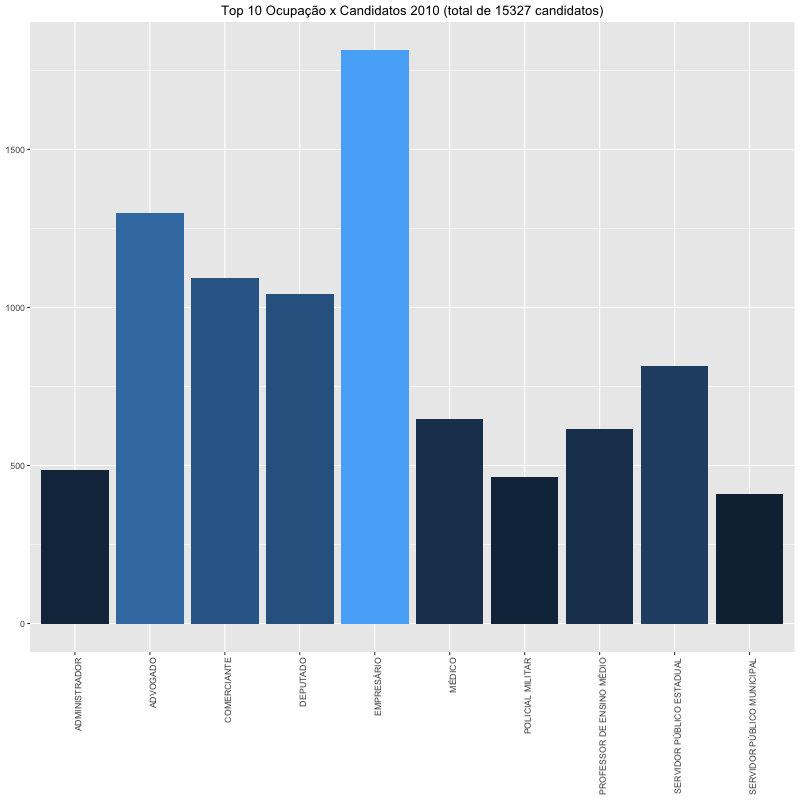 Top 10 Ocupação x Candidatos 2010 (total de 15327 candidatos)
1500
1000
500
0
ADMINISTRADOR
ADVOGADO
COMERCIANTE
DEPUTADO
EMPRESÁRIO
MÉDICO
POLICIAL MILITAR
PROFESSOR DE ENSINO MÉDIO
SERVIDOR PÚBLICO ESTADUAL
SERVIDOR PÚBLICO MUNICIPAL